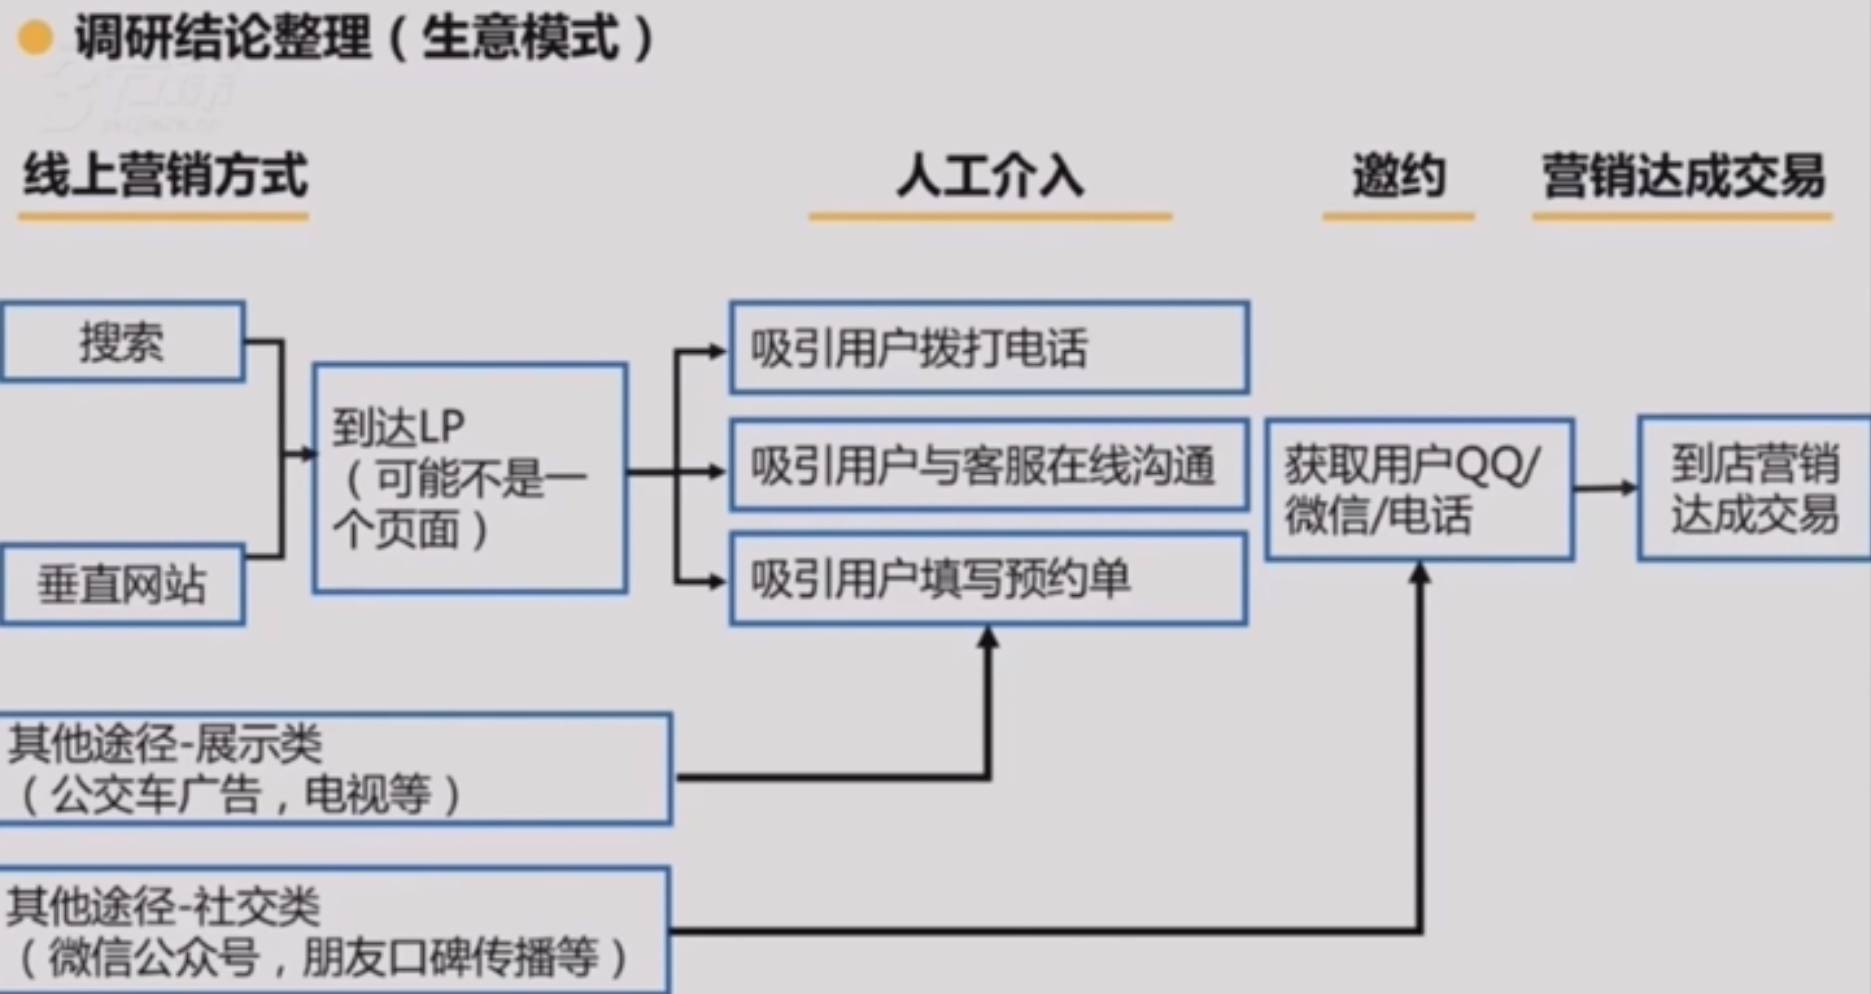 调研结论整理（生意模式）
线上营销方式
人工介入
邀约
营销达成交易
搜索
垂直网站
到达LP
（可能不是一
个页面）
吸引用户拨打电话
吸引用户与客服在线沟通
吸引用户填写预约单
获取用户QQ/
微信/电话
到店营销
达成交易
其他途径-展示类
（公交车广告，电视等）
其他途径-社交类
（微信公众号，朋友口碑传播等）